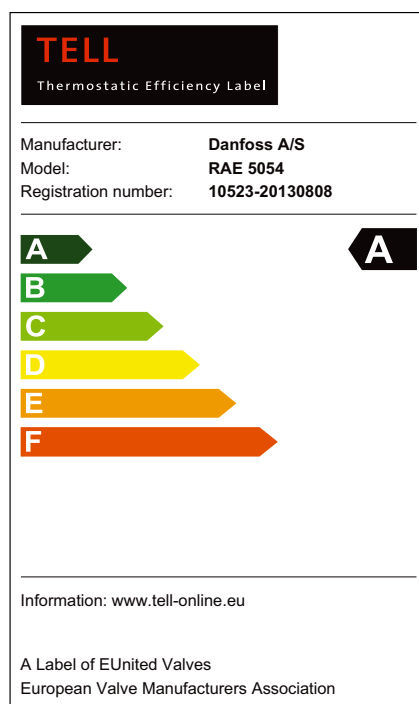 TELL
Thermostatic Efficiency Label
Manufacturer: Danfoss A/S
Model: RAE 5054
Registration number: 10523-20130808
A A
B
C
D
E
F
Information: www.tell-online.eu
A Label of EUnited Valves
European Valve Manufacturers Association